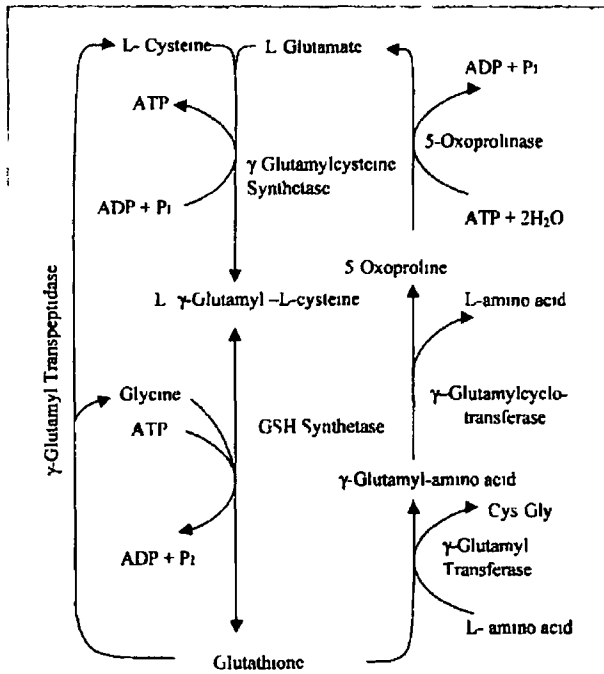 L- Cysteine
L Glutamate
ADP + Pi
ATP
5-Oxoprolinase
γ Glutamylcysteine
Synthetase
ADP + Pi
ATP + 2H₂O
5 Oxoproline
L γ-Glutamyl –L-cysteine
L-amino acid
γ-Glutamyl Transpeptidase
Glycine
γ-Glutamylcyclo-
transferase
ATP
GSH Synthetase
γ-Glutamyl-amino acid
Cys Gly
ADP + Pi
γ-Glutamyl
Transferase
L- amino acid
Glutathione